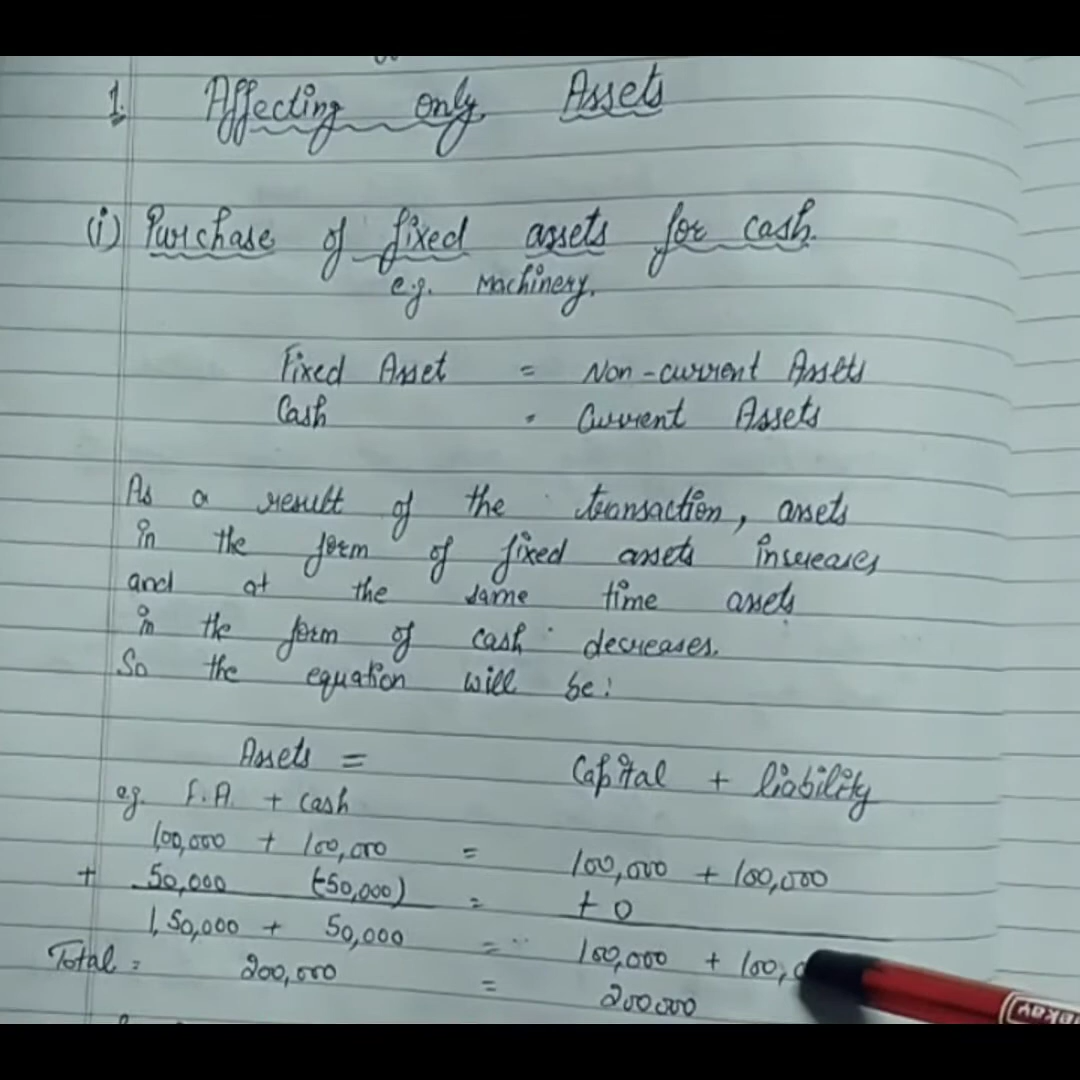 1. Affecting only Assets
(i) Purchase of fixed assets for cash.
e.g. Machinery.
Fixed Asset = Non-current Assets
Cash = Current Assets
As a result of the transaction, assets
in the form of fixed assets increases
and at the same time assets
in the form of cash decreases.
So the equation will be:
Assets = Capital + liability
eg. F.A. + cash
1,00,000 + 100,000 = 100,000 + 100,000
+ 50,000 (-50,000) = + 0
1,50,000 + 50,000 = 100,000 + 100,
Total = 200,000 = 200000